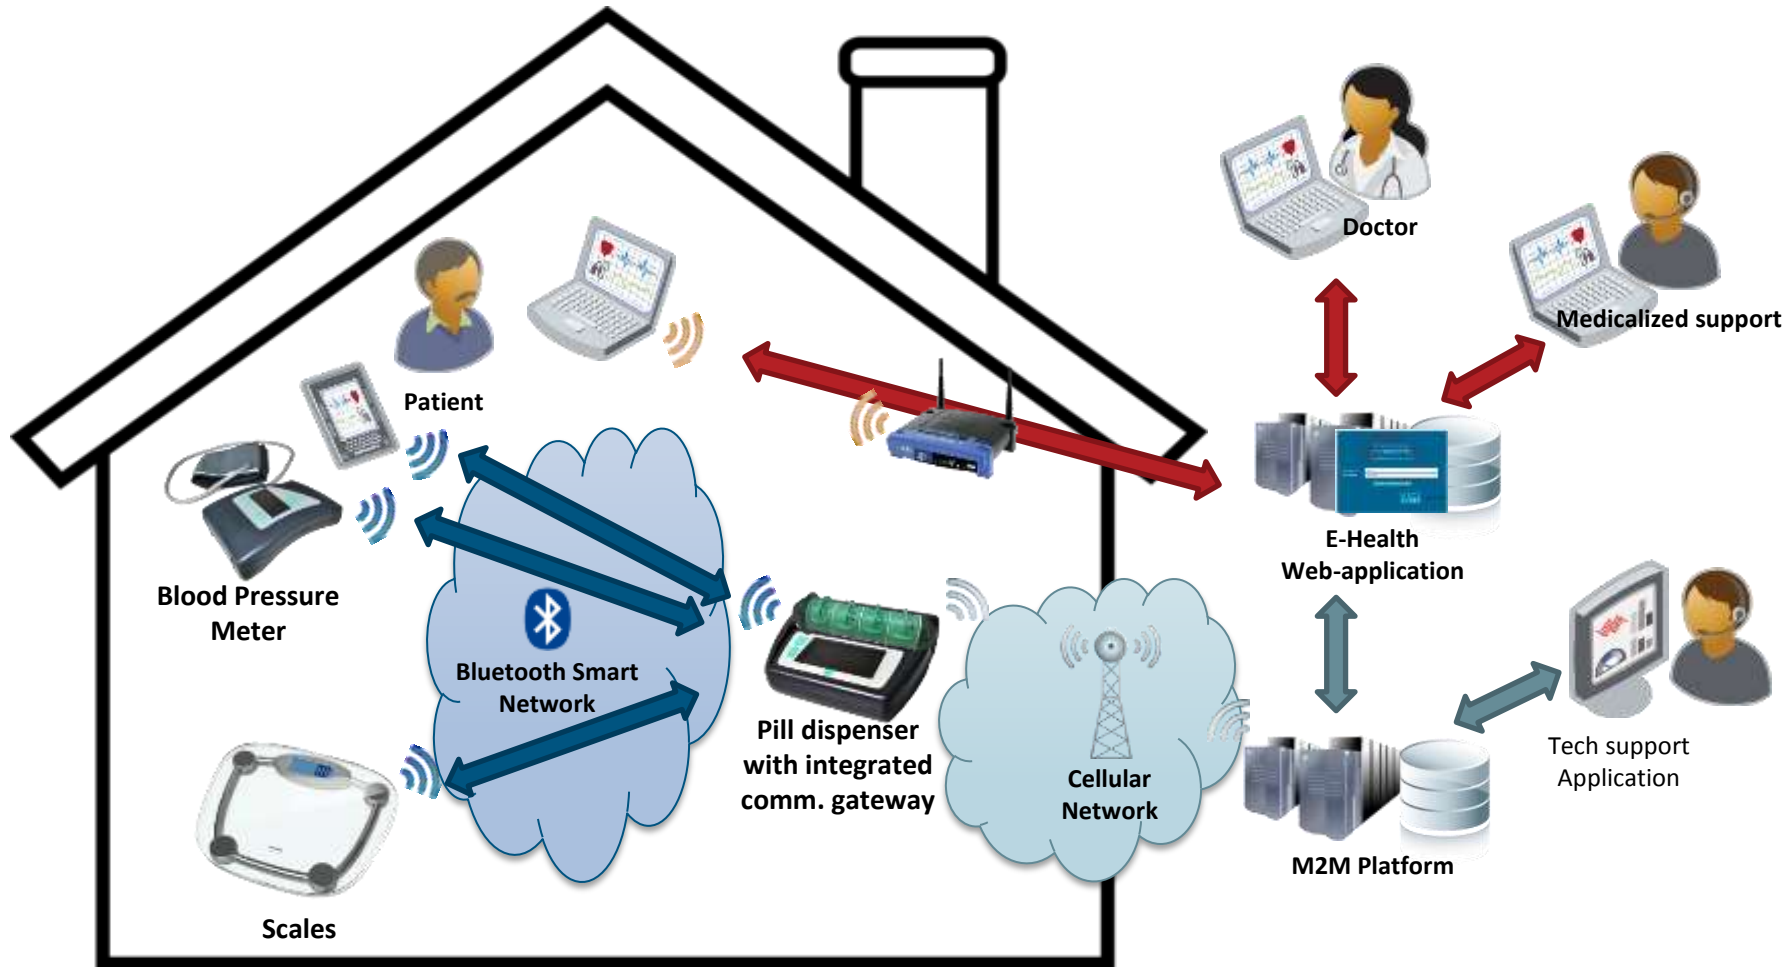 Doctor
Medicalized support
Patient
Blood Pressure
Meter
Bluetooth Smart
Network
E-Health
Web-application
Pill dispenser
with integrated
comm. gateway
Cellular
Network
Tech support
Application
M2M Platform
Scales